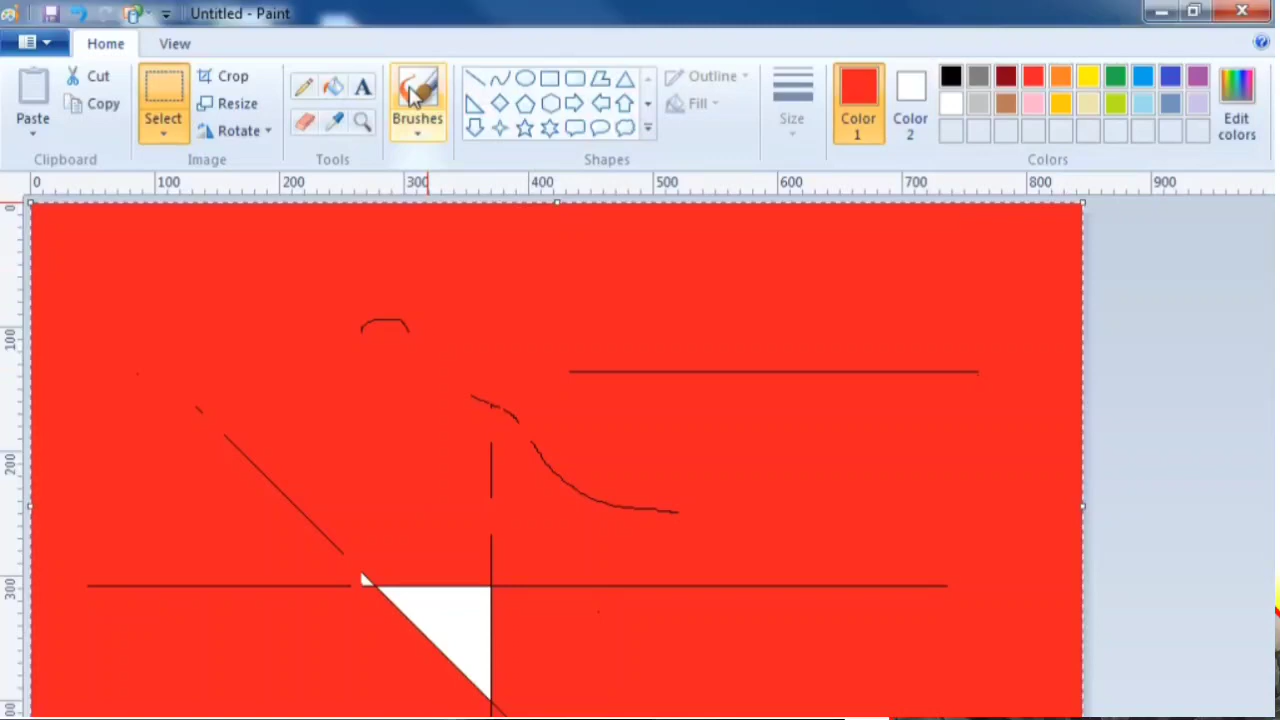 Untitled - Paint
Home View
Cut
Copy
Paste
Clipboard
Select
Crop
Resize
Rotate
Image
A
Tools
Brushes
Shapes
Outline
Fill
Size
Color 1
Color 2
Edit colors
Colors
0 100 200 300 400 500 600 700 800 900
0
100
200
300